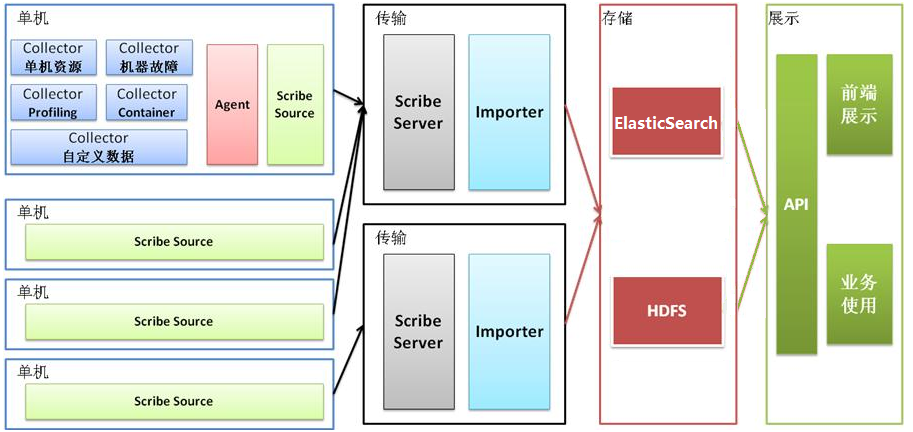 单机
Collector
单机资源
Collector
机器故障
Collector
Profiling
Collector
Container
Collector
自定义数据
Agent
Scribe
Source
单机
Scribe Source
单机
Scribe Source
单机
Scribe Source
传输
Scribe
Server
Importer
传输
Scribe
Server
Importer
存储
ElasticSearch
HDFS
展示
API
前端
展示
业务
使用